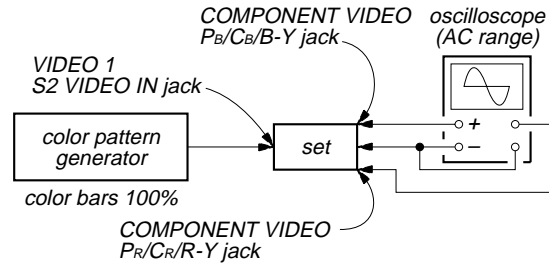 COMPONENT VIDEO
PB/CB/B-Y jack
oscilloscope
(AC range)
VIDEO 1
S2 VIDEO IN jack
+
–
color pattern
generator
set
color bars 100%
COMPONENT VIDEO
PR/CR/R-Y jack